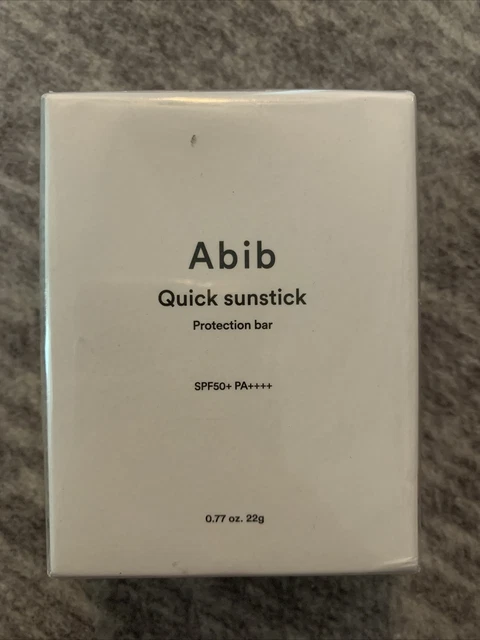 Abib
Quick sunstick
Protection bar
SPF50+ PA++++
0.77 oz. 22g